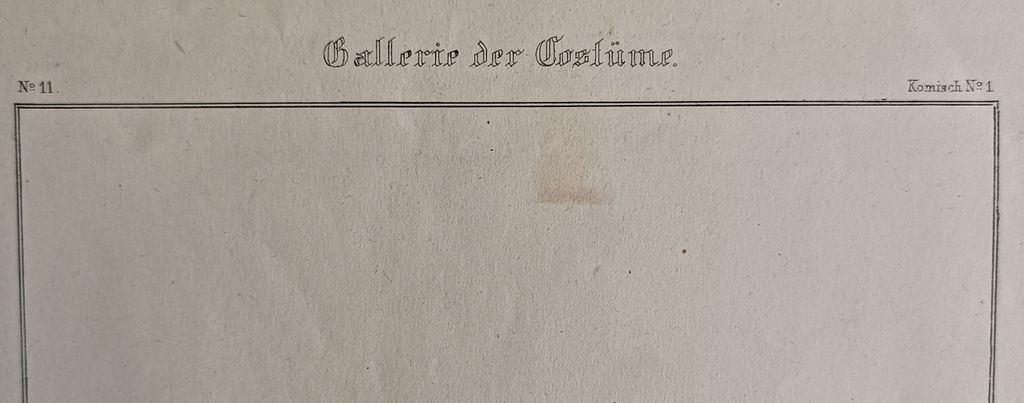 Gallerie der Costüme.
Nº 11.
Komisch Nº 1